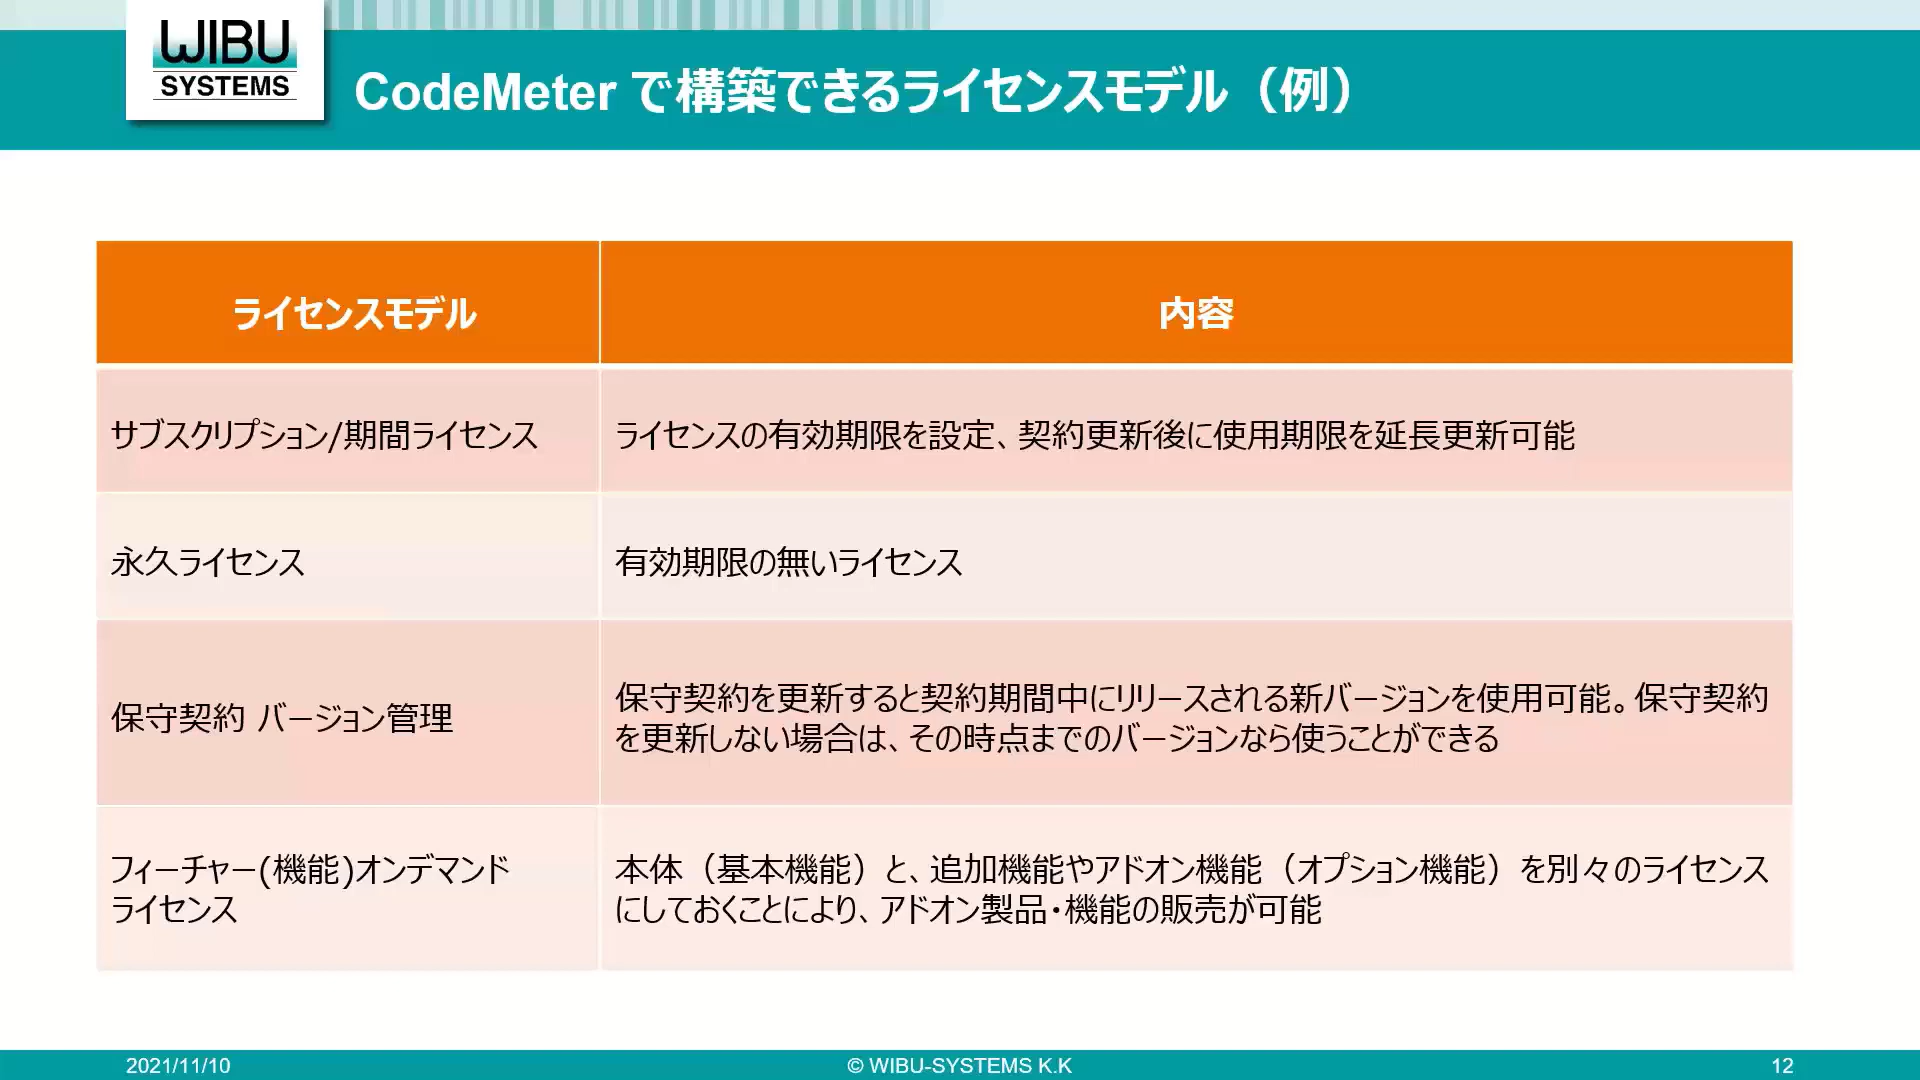 WIBU
SYSTEMS
CodeMeter で構築できるライセンスモデル（例）
ライセンスモデル
内容
サブスクリプション/期間ライセンス
ライセンスの有効期限を設定、契約更新後に使用期限を延長更新可能
永久ライセンス
有効期限の無いライセンス
保守契約 バージョン管理
保守契約を更新すると契約期間中にリリースされる新バージョンを使用可能。保守契約
を更新しない場合は、その時点までのバージョンなら使うことができる
フィーチャー(機能)オンデマンド
ライセンス
本体（基本機能）と、追加機能やアドオン機能（オプション機能）を別々のライセンス
にしておくことにより、アドオン製品・機能の販売が可能
2021/11/10
© WIBU-SYSTEMS K.K
12